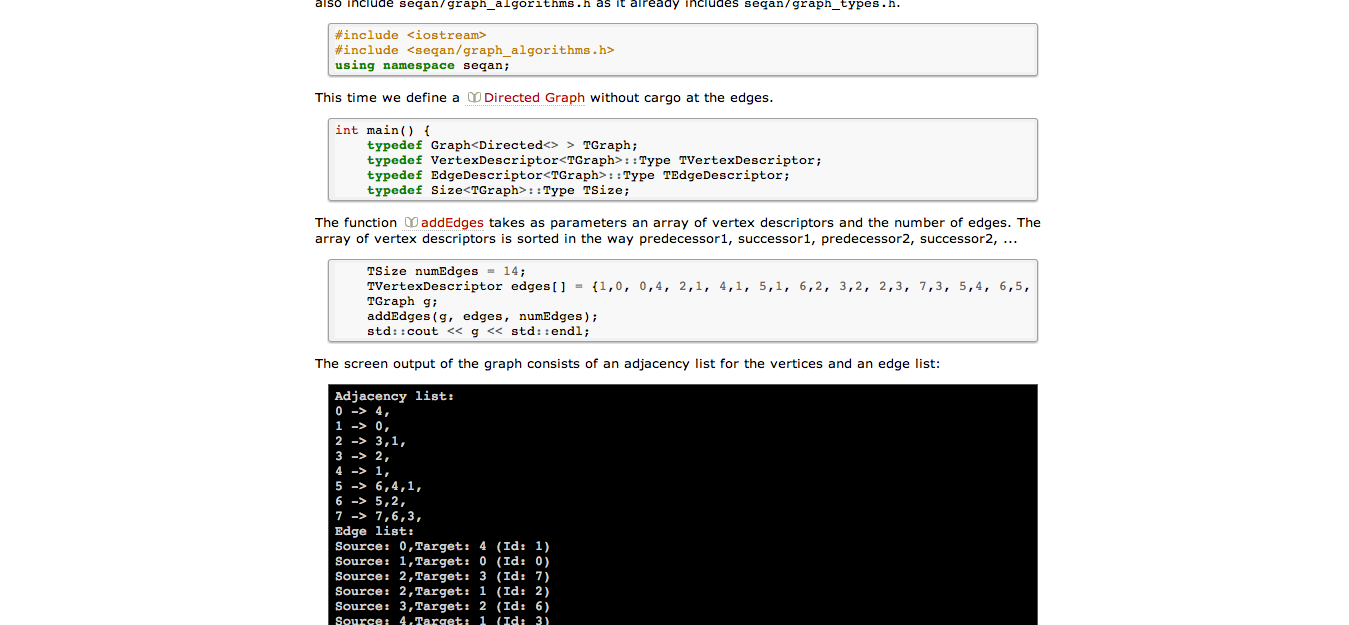 also include seqan/graph_algorithms.h as it already includes seqan/graph_types.h.
#include <iostream>
#include <seqan/graph_algorithms.h>
using namespace seqan;
This time we define a Directed Graph without cargo at the edges.
int main() {
    typedef Graph<Directed<> > TGraph;
    typedef VertexDescriptor<TGraph>::Type TVertexDescriptor;
    typedef EdgeDescriptor<TGraph>::Type TEdgeDescriptor;
    typedef Size<TGraph>::Type TSize;
The function addEdges takes as parameters an array of vertex descriptors and the number of edges. The
array of vertex descriptors is sorted in the way predecessor1, successor1, predecessor2, successor2, ...
    TSize numEdges = 14;
    TVertexDescriptor edges[] = {1,0, 0,4, 2,1, 4,1, 5,1, 6,2, 3,2, 2,3, 7,3, 5,4, 6,5,
    TGraph g;
    addEdges(g, edges, numEdges);
    std::cout << g << std::endl;
The screen output of the graph consists of an adjacency list for the vertices and an edge list:
Adjacency list:
0 -> 4,
1 -> 0,
2 -> 3,1,
3 -> 2,
4 -> 1,
5 -> 6,4,1,
6 -> 5,2,
7 -> 7,6,3,
Edge list:
Source: 0,Target: 4 (Id: 1)
Source: 1,Target: 0 (Id: 0)
Source: 2,Target: 3 (Id: 7)
Source: 2,Target: 1 (Id: 2)
Source: 3,Target: 2 (Id: 6)
Source: 4,Target: 1 (Id: 3)